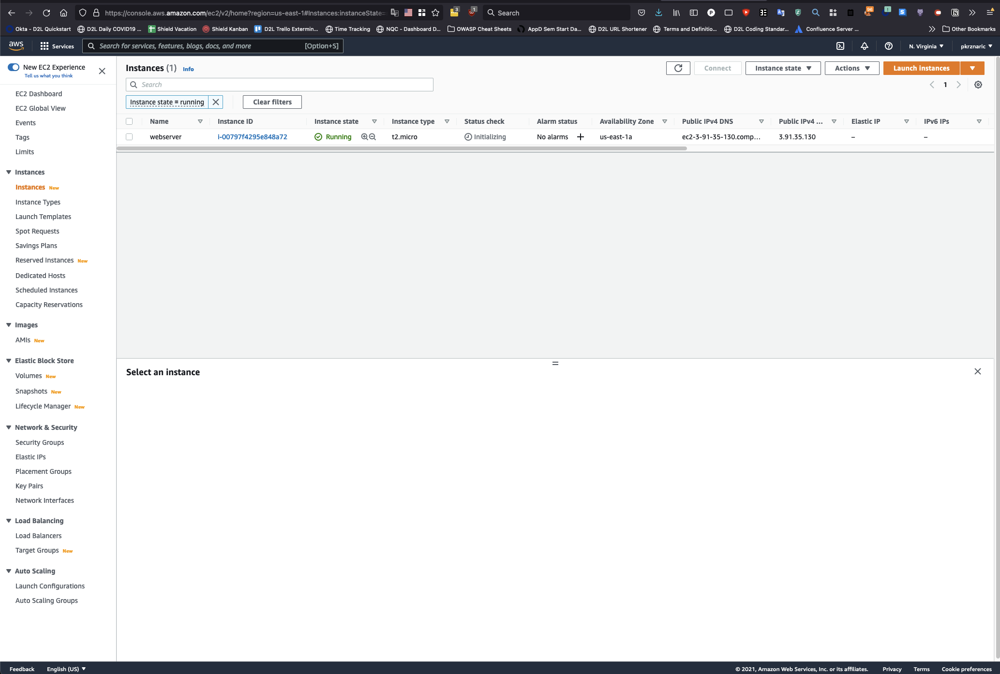 https://console.aws.amazon.com/ec2/v2/home?region=us-east-1#Instances:instanceState=
3
1
Search
96
Okta - D2L Quickstart
D2L Daily COVID19 ...
Shield Vacation
Shield Kanban
D2L Trello Extermin...
Time Tracking
NQC - Dashboard D...
OWASP Cheat Sheets
AppD Sem Start Da...
D2L URL Shortener
Terms and Definitio...
D2L Coding Standar...
Confluence Server ...
Other Bookmarks
aws
Services
Search for services, features, blogs, docs, and more
[Option+S]
N. Virginia
pkrznaric
New EC2 Experience
Tell us what you think
EC2 Dashboard
EC2 Global View
Events
Tags
Limits
Instances
Instances New
Instance Types
Launch Templates
Spot Requests
Savings Plans
Reserved Instances New
Dedicated Hosts
Scheduled Instances
Capacity Reservations
Images
AMIs New
Elastic Block Store
Volumes New
Snapshots New
Lifecycle Manager New
Network & Security
Security Groups
Elastic IPs
Placement Groups
Key Pairs
Network Interfaces
Load Balancing
Load Balancers
Target Groups New
Auto Scaling
Launch Configurations
Auto Scaling Groups
Instances (1) Info
Connect
Instance state
Actions
Launch instances
Search
1
Instance state = running
Clear filters
Name Instance ID Instance state Instance type Status check Alarm status Availability Zone Public IPv4 DNS Public IPv4 ... Elastic IP IPv6 IPs
webserver i-00797f4295e848a72 Running t2.micro Initializing No alarms + us-east-1a ec2-3-91-35-130.comp... 3.91.35.130 – –
Select an instance
Feedback
English (US)
© 2021, Amazon Web Services, Inc. or its affiliates.
Privacy
Terms
Cookie preferences